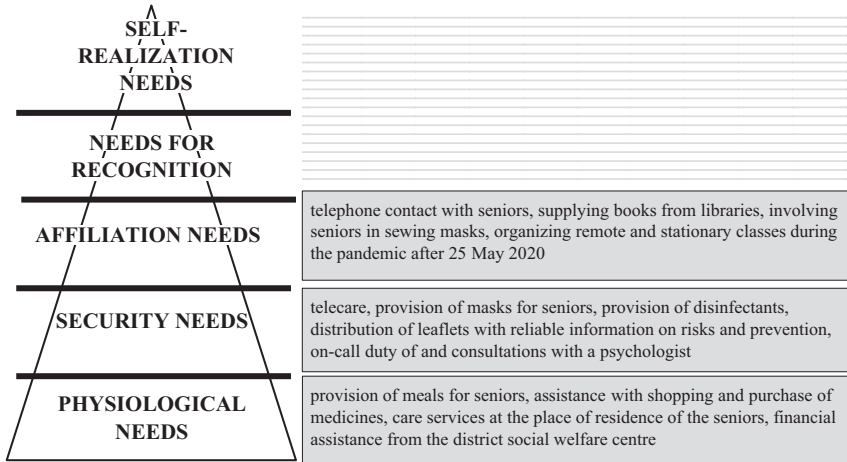 SELF-
REALIZATION
NEEDS
NEEDS FOR
RECOGNITION
AFFILIATION NEEDS
telephone contact with seniors, supplying books from libraries, involving
seniors in sewing masks, organizing remote and stationary classes during
the pandemic after 25 May 2020
SECURITY NEEDS
telecare, provision of masks for seniors, provision of disinfectants,
distribution of leaflets with reliable information on risks and prevention,
on-call duty of and consultations with a psychologist
PHYSIOLOGICAL
NEEDS
provision of meals for seniors, assistance with shopping and purchase of
medicines, care services at the place of residence of the seniors, financial
assistance from the district social welfare centre